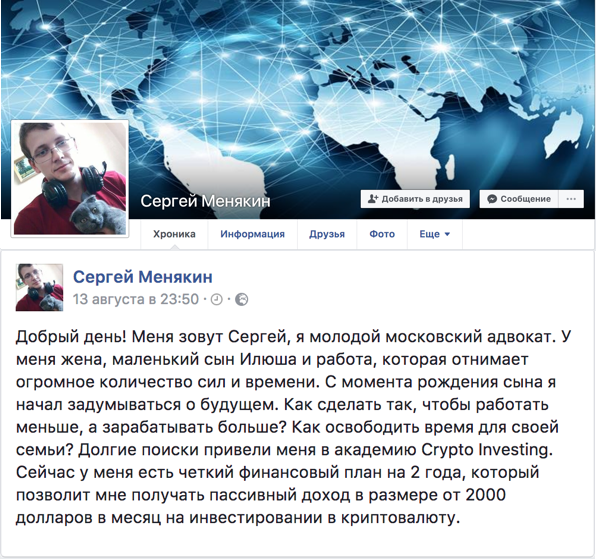 Сергей Менякин
Добавить в друзья
Сообщение
Хроника
Информация
Друзья
Фото
Еще
Сергей Менякин
13 августа в 23:50
Добрый день! Меня зовут Сергей, я молодой московский адвокат. У
меня жена, маленький сын Илюша и работа, которая отнимает
огромное количество сил и времени. С момента рождения сына я
начал задумываться о будущем. Как сделать так, чтобы работать
меньше, а зарабатывать больше? Как освободить время для своей
семьи? Долгие поиски привели меня в академию Crypto Investing.
Сейчас у меня есть четкий финансовый план на 2 года, который
позволит мне получать пассивный доход в размере от 2000
долларов в месяц на инвестировании в криптовалюту.